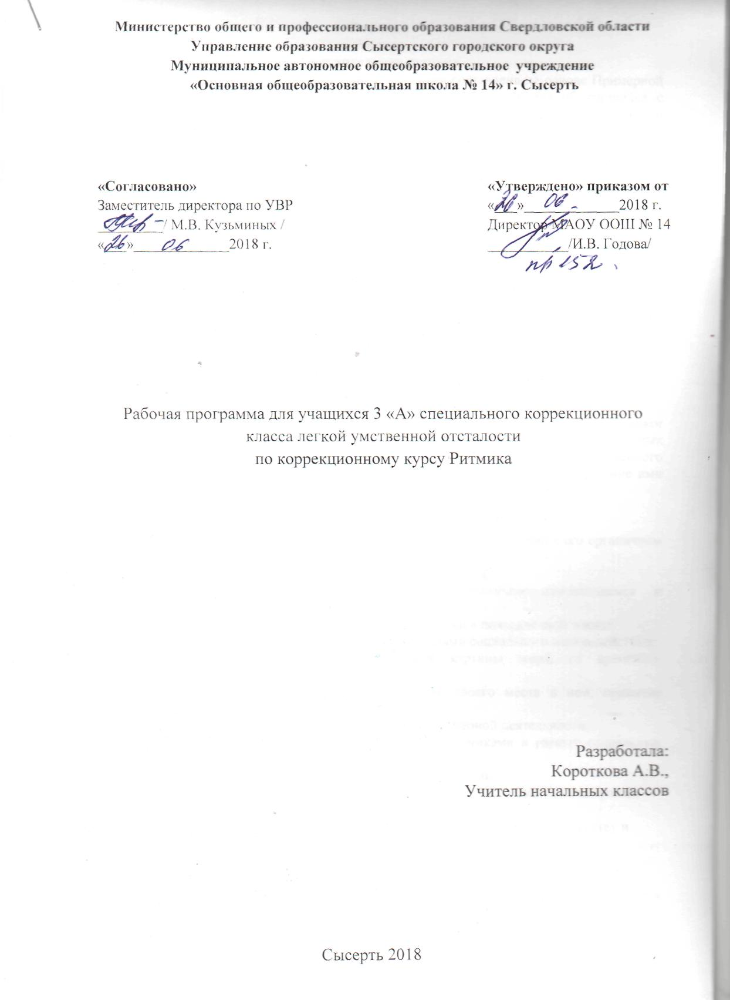 Министерство общего и профессионального образования Свердловской области
Управление образования Сысертского городского округа
Муниципальное автономное общеобразовательное учреждение
«Основная общеобразовательная школа № 14» г. Сысерть
«Согласовано»
Заместитель директора по УВР
_________/ М.В. Кузьминых /
«26»_____06_____2018 г.
«Утверждено» приказом от
«26»_____06_____2018 г.
Директор МАОУ ООШ № 14
___________/И.В. Годова/
пр 152
Рабочая программа для учащихся 3 «А» специального коррекционного
класса легкой умственной отсталости
по коррекционному курсу Ритмика
Разработала:
Короткова А.В.,
Учитель начальных классов
Сысерть 2018